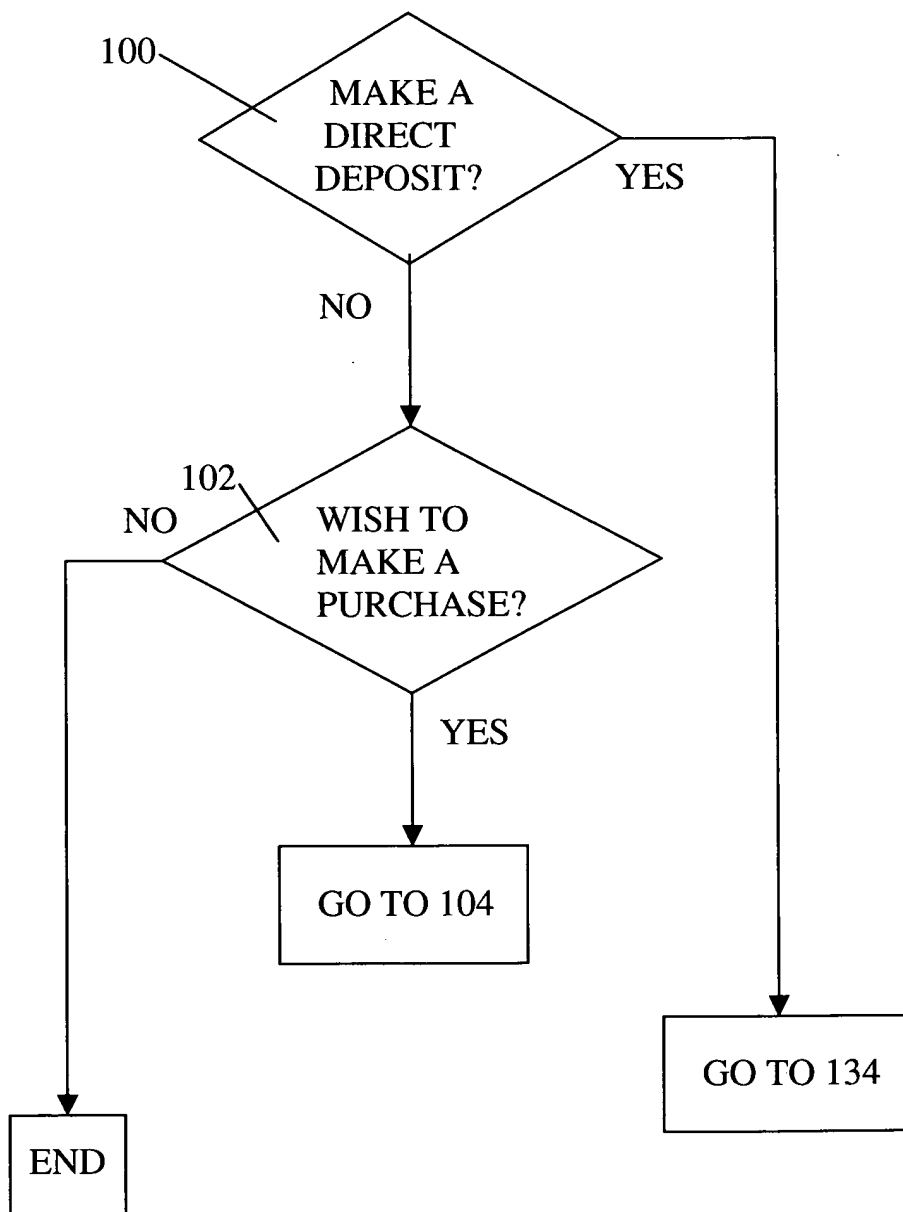 100
MAKE A
DIRECT
DEPOSIT?
YES
NO
102
NO
WISH TO
MAKE A
PURCHASE?
YES
GO TO 104
GO TO 134
END